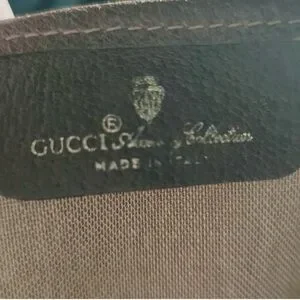 ®
GUCCI Accessory Collection
MADE IN ITALY